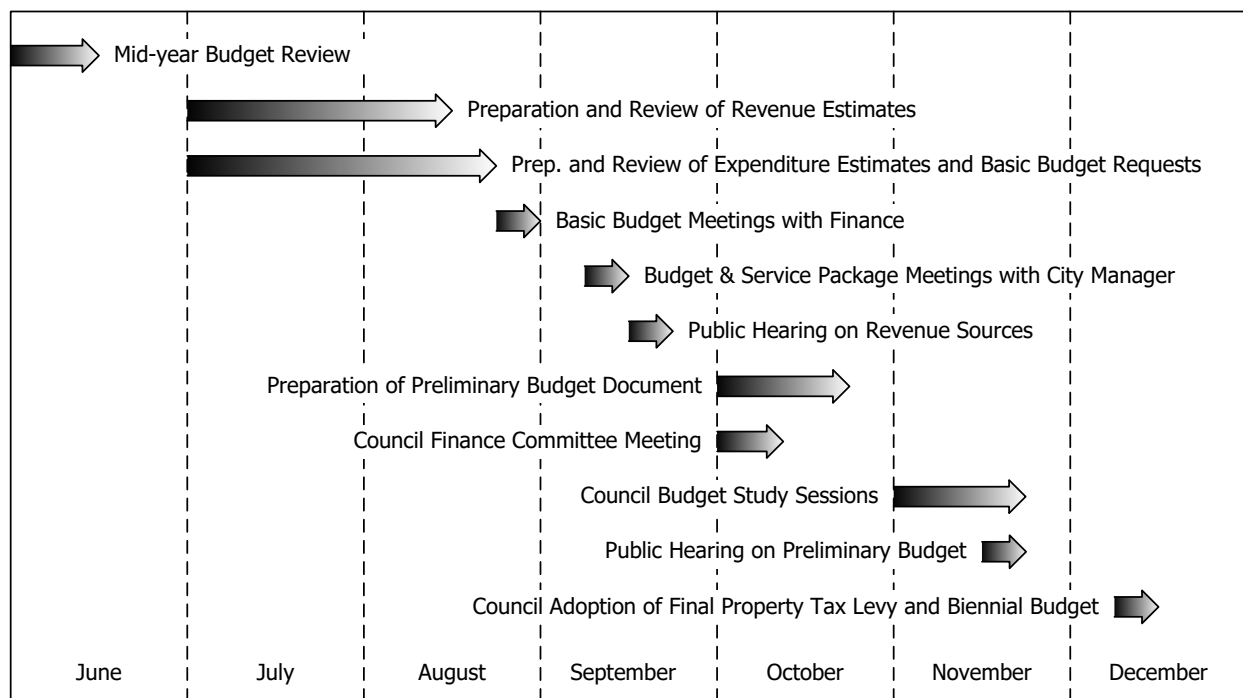 Mid-year Budget Review
Preparation and Review of Revenue Estimates
Prep. and Review of Expenditure Estimates and Basic Budget Requests
Basic Budget Meetings with Finance
Budget & Service Package Meetings with City Manager
Public Hearing on Revenue Sources
Preparation of Preliminary Budget Document
Council Finance Committee Meeting
Council Budget Study Sessions
Public Hearing on Preliminary Budget
Council Adoption of Final Property Tax Levy and Biennial Budget
June July August September October November December